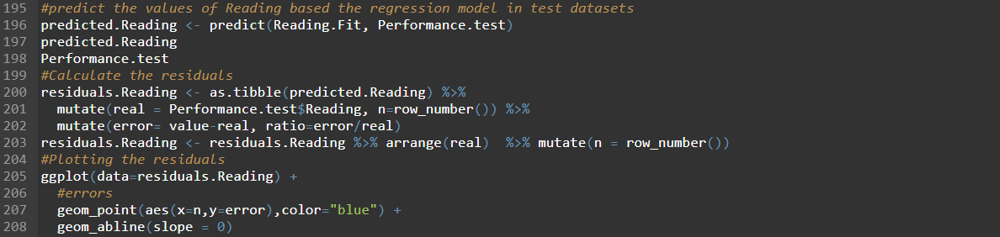 195 #predict the values of Reading based the regression model in test datasets
196 predicted.Reading <- predict(Reading.Fit, Performance.test)
197 predicted.Reading
198 Performance.test
199 #Calculate the residuals
200 residuals.Reading <- as.tibble(predicted.Reading) %>%
201   mutate(real = Performance.test$Reading, n=row_number()) %>%
202   mutate(error= value-real, ratio=error/real)
203 residuals.Reading <- residuals.Reading %>% arrange(real)  %>% mutate(n = row_number())
204 #Plotting the residuals
205 ggplot(data=residuals.Reading) +
206   #errors
207   geom_point(aes(x=n,y=error),color="blue") +
208   geom_abline(slope = 0)